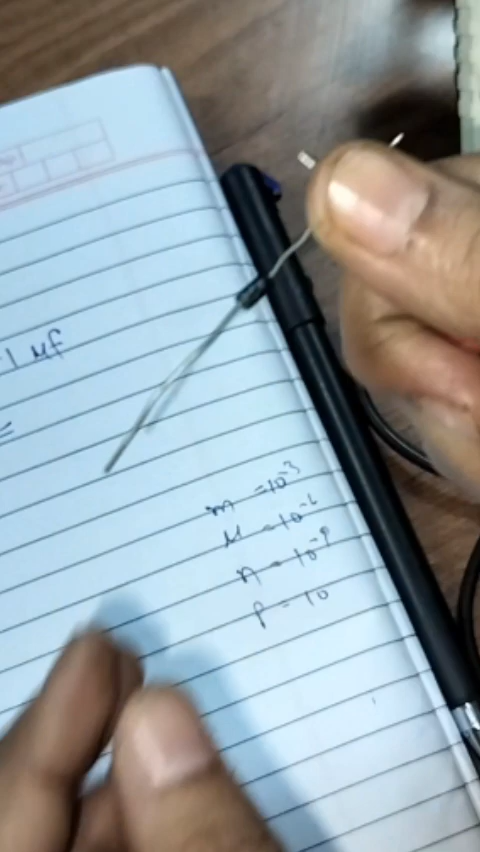 1 µf
=
m = 10⁻³
µ = 10⁻⁶
n = 10⁻⁹
p = 10